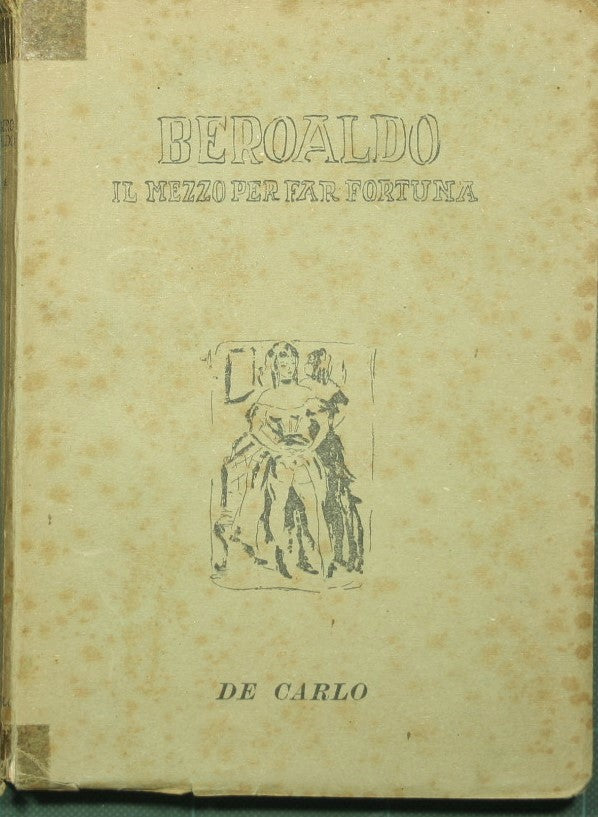 BEROALDO
IL MEZZO PER FAR FORTUNA
DE CARLO